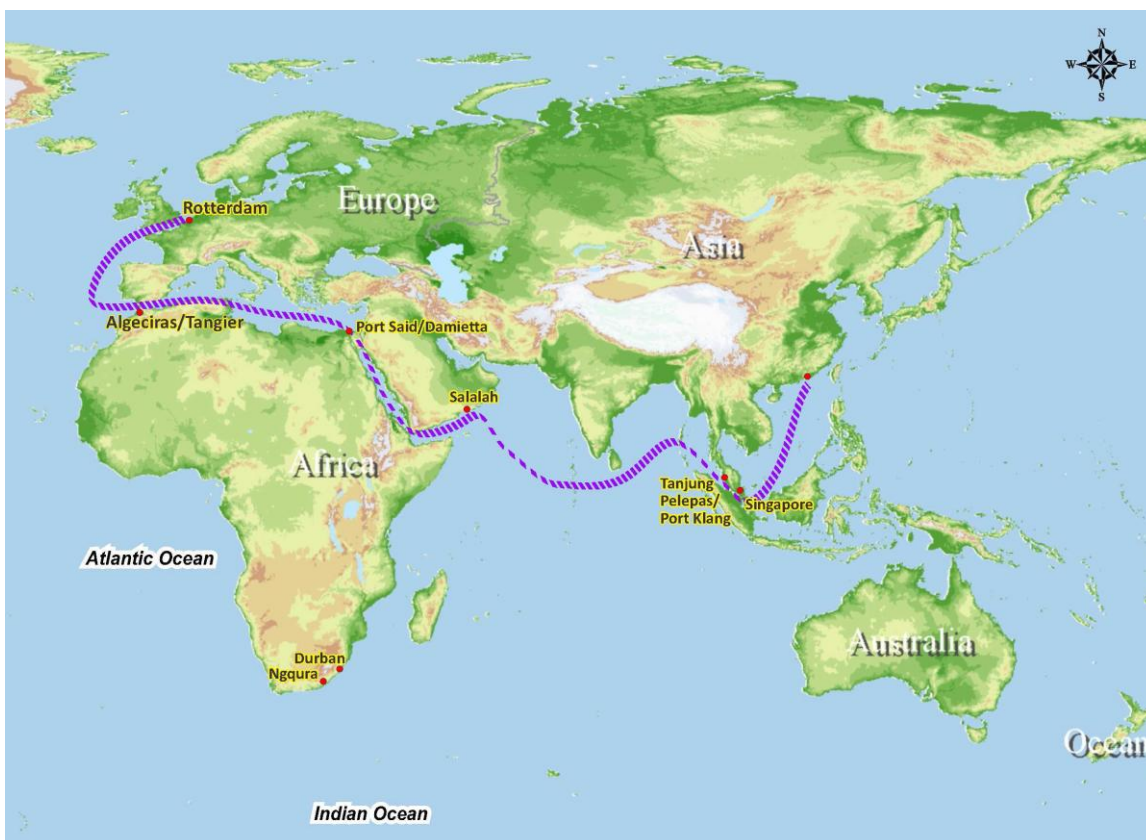 N
W E
S
Europe
Rotterdam
Asia
Algeciras/Tangier
Port Said/Damietta
Salalah
Africa
Tanjung
Pelepas/
Port Klang
Singapore
Atlantic Ocean
Australia
Durban
Ngqura
Ocean
Indian Ocean